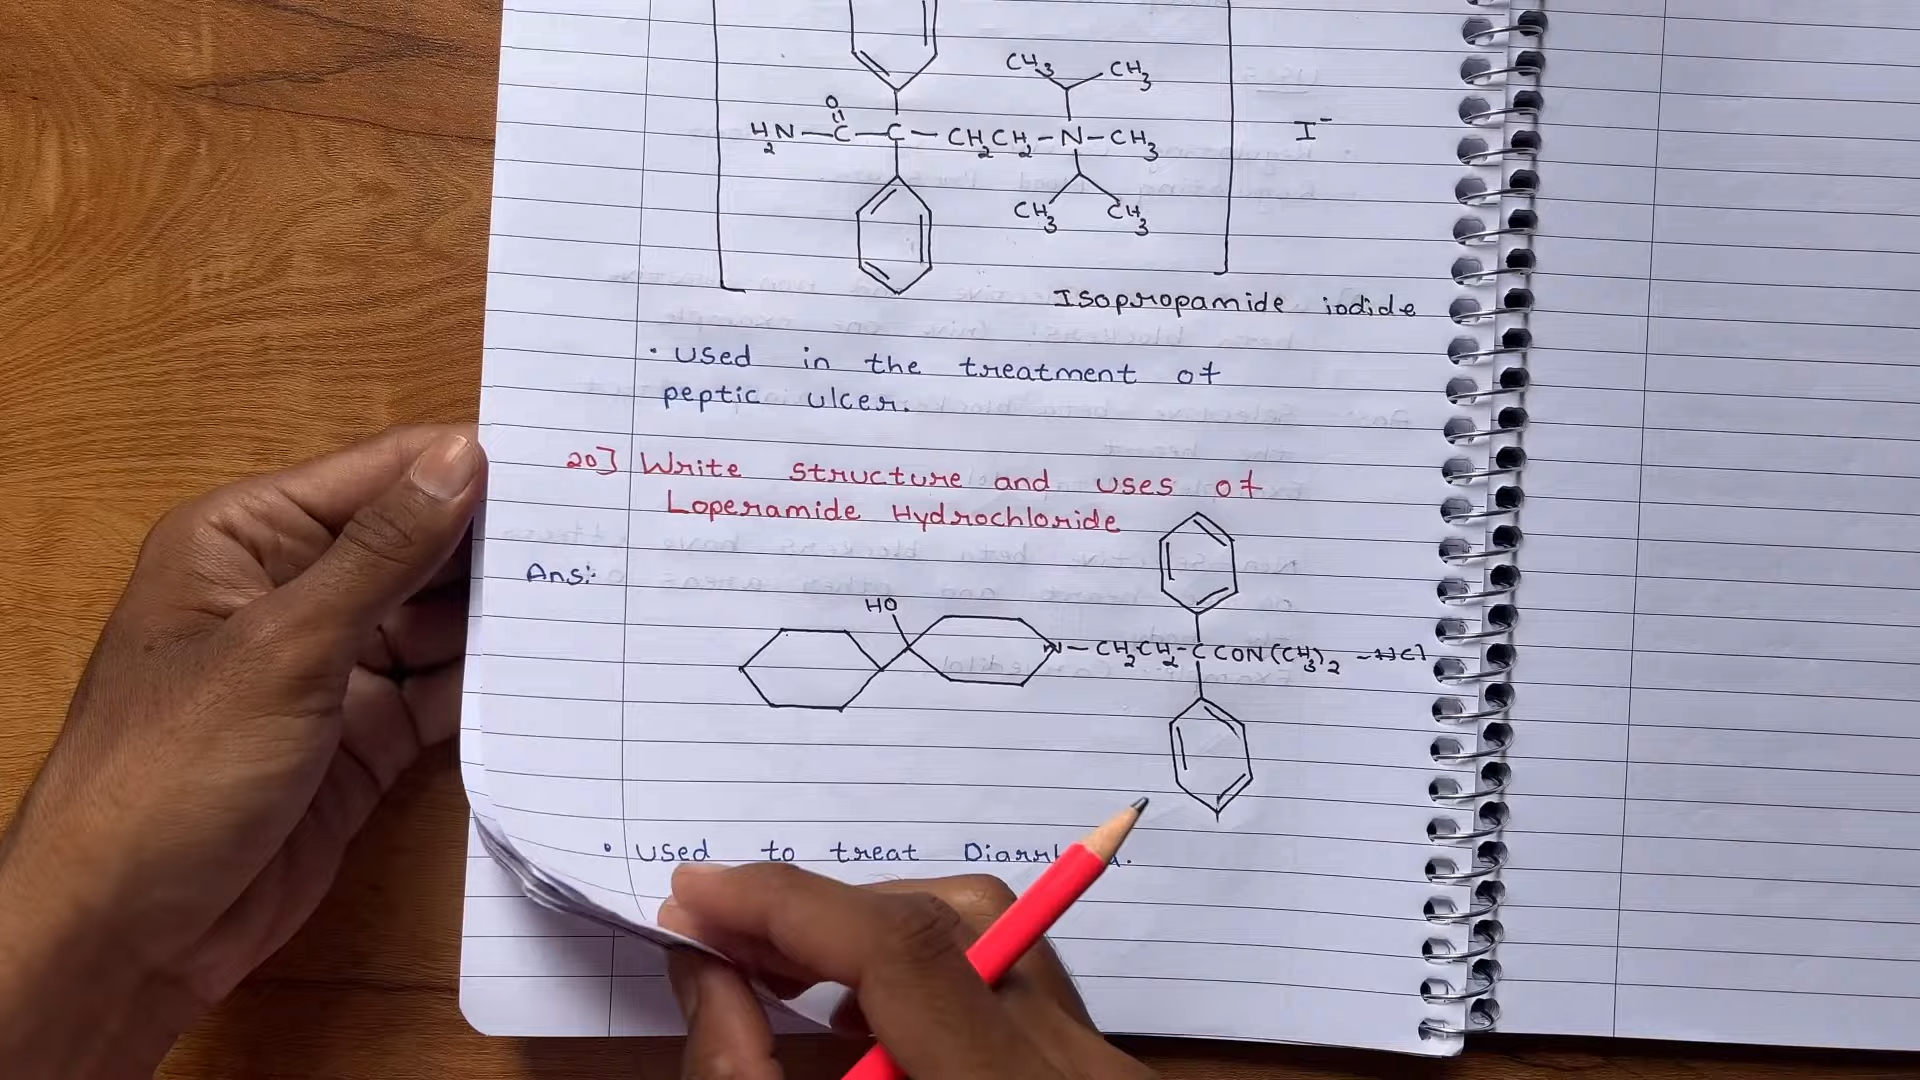 CH3 CH3
O
H2N-C-C-CH2CH2-N-CH3 I-
CH3 CH3
Isopropamide iodide
• used in the treatment of
peptic ulcer.
20] Write structure and uses of
Loperamide Hydrochloride
Ans:-
HO
N-CH2CH2-C CON(CH3)2 -HCl
• used to treat